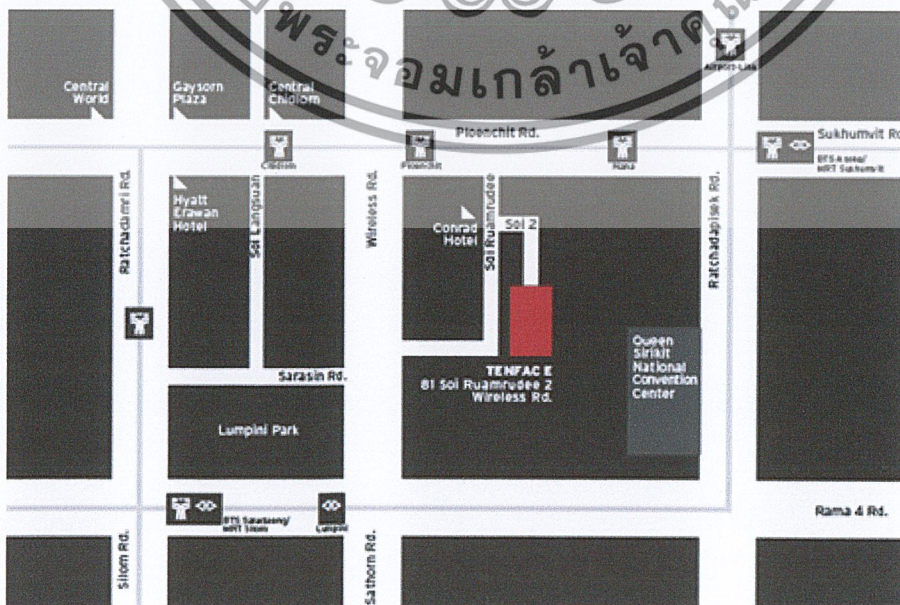 พระจอมเกล้าเจ้าคุณ
Airport-Link
Central
World
Gaysorn
Plaza
Central
Chidlom
Ploenchit Rd.
Sukhumvit Rd
Chidlom
Ploenchit
Nana
BTS Asoke/
MRT Sukhumvit
Ratchadamri Rd.
Hyatt
Erawan
Hotel
Soi Langsuan
Wireless Rd.
Conrad
Hotel
Soi Ruamrudee
Soi 2
Ratchadapisek Rd.
TENFACE
81 Soi Ruamrudee 2
Wireless Rd.
Queen
Sirikit
National
Convention
Center
Sarasin Rd.
Lumpini Park
BTS Saladaeng/
MRT Silom
Lumpini
Rama 4 Rd.
Silom Rd.
Sathorn Rd.